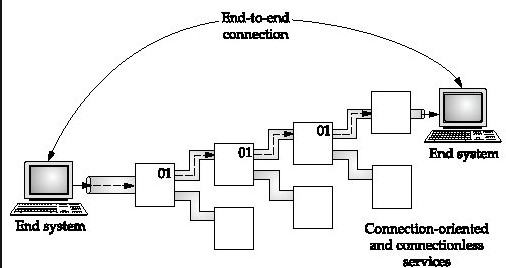 End-to-end
connection
01
01
01
End system
End system
Connection-oriented
and connectionless
services